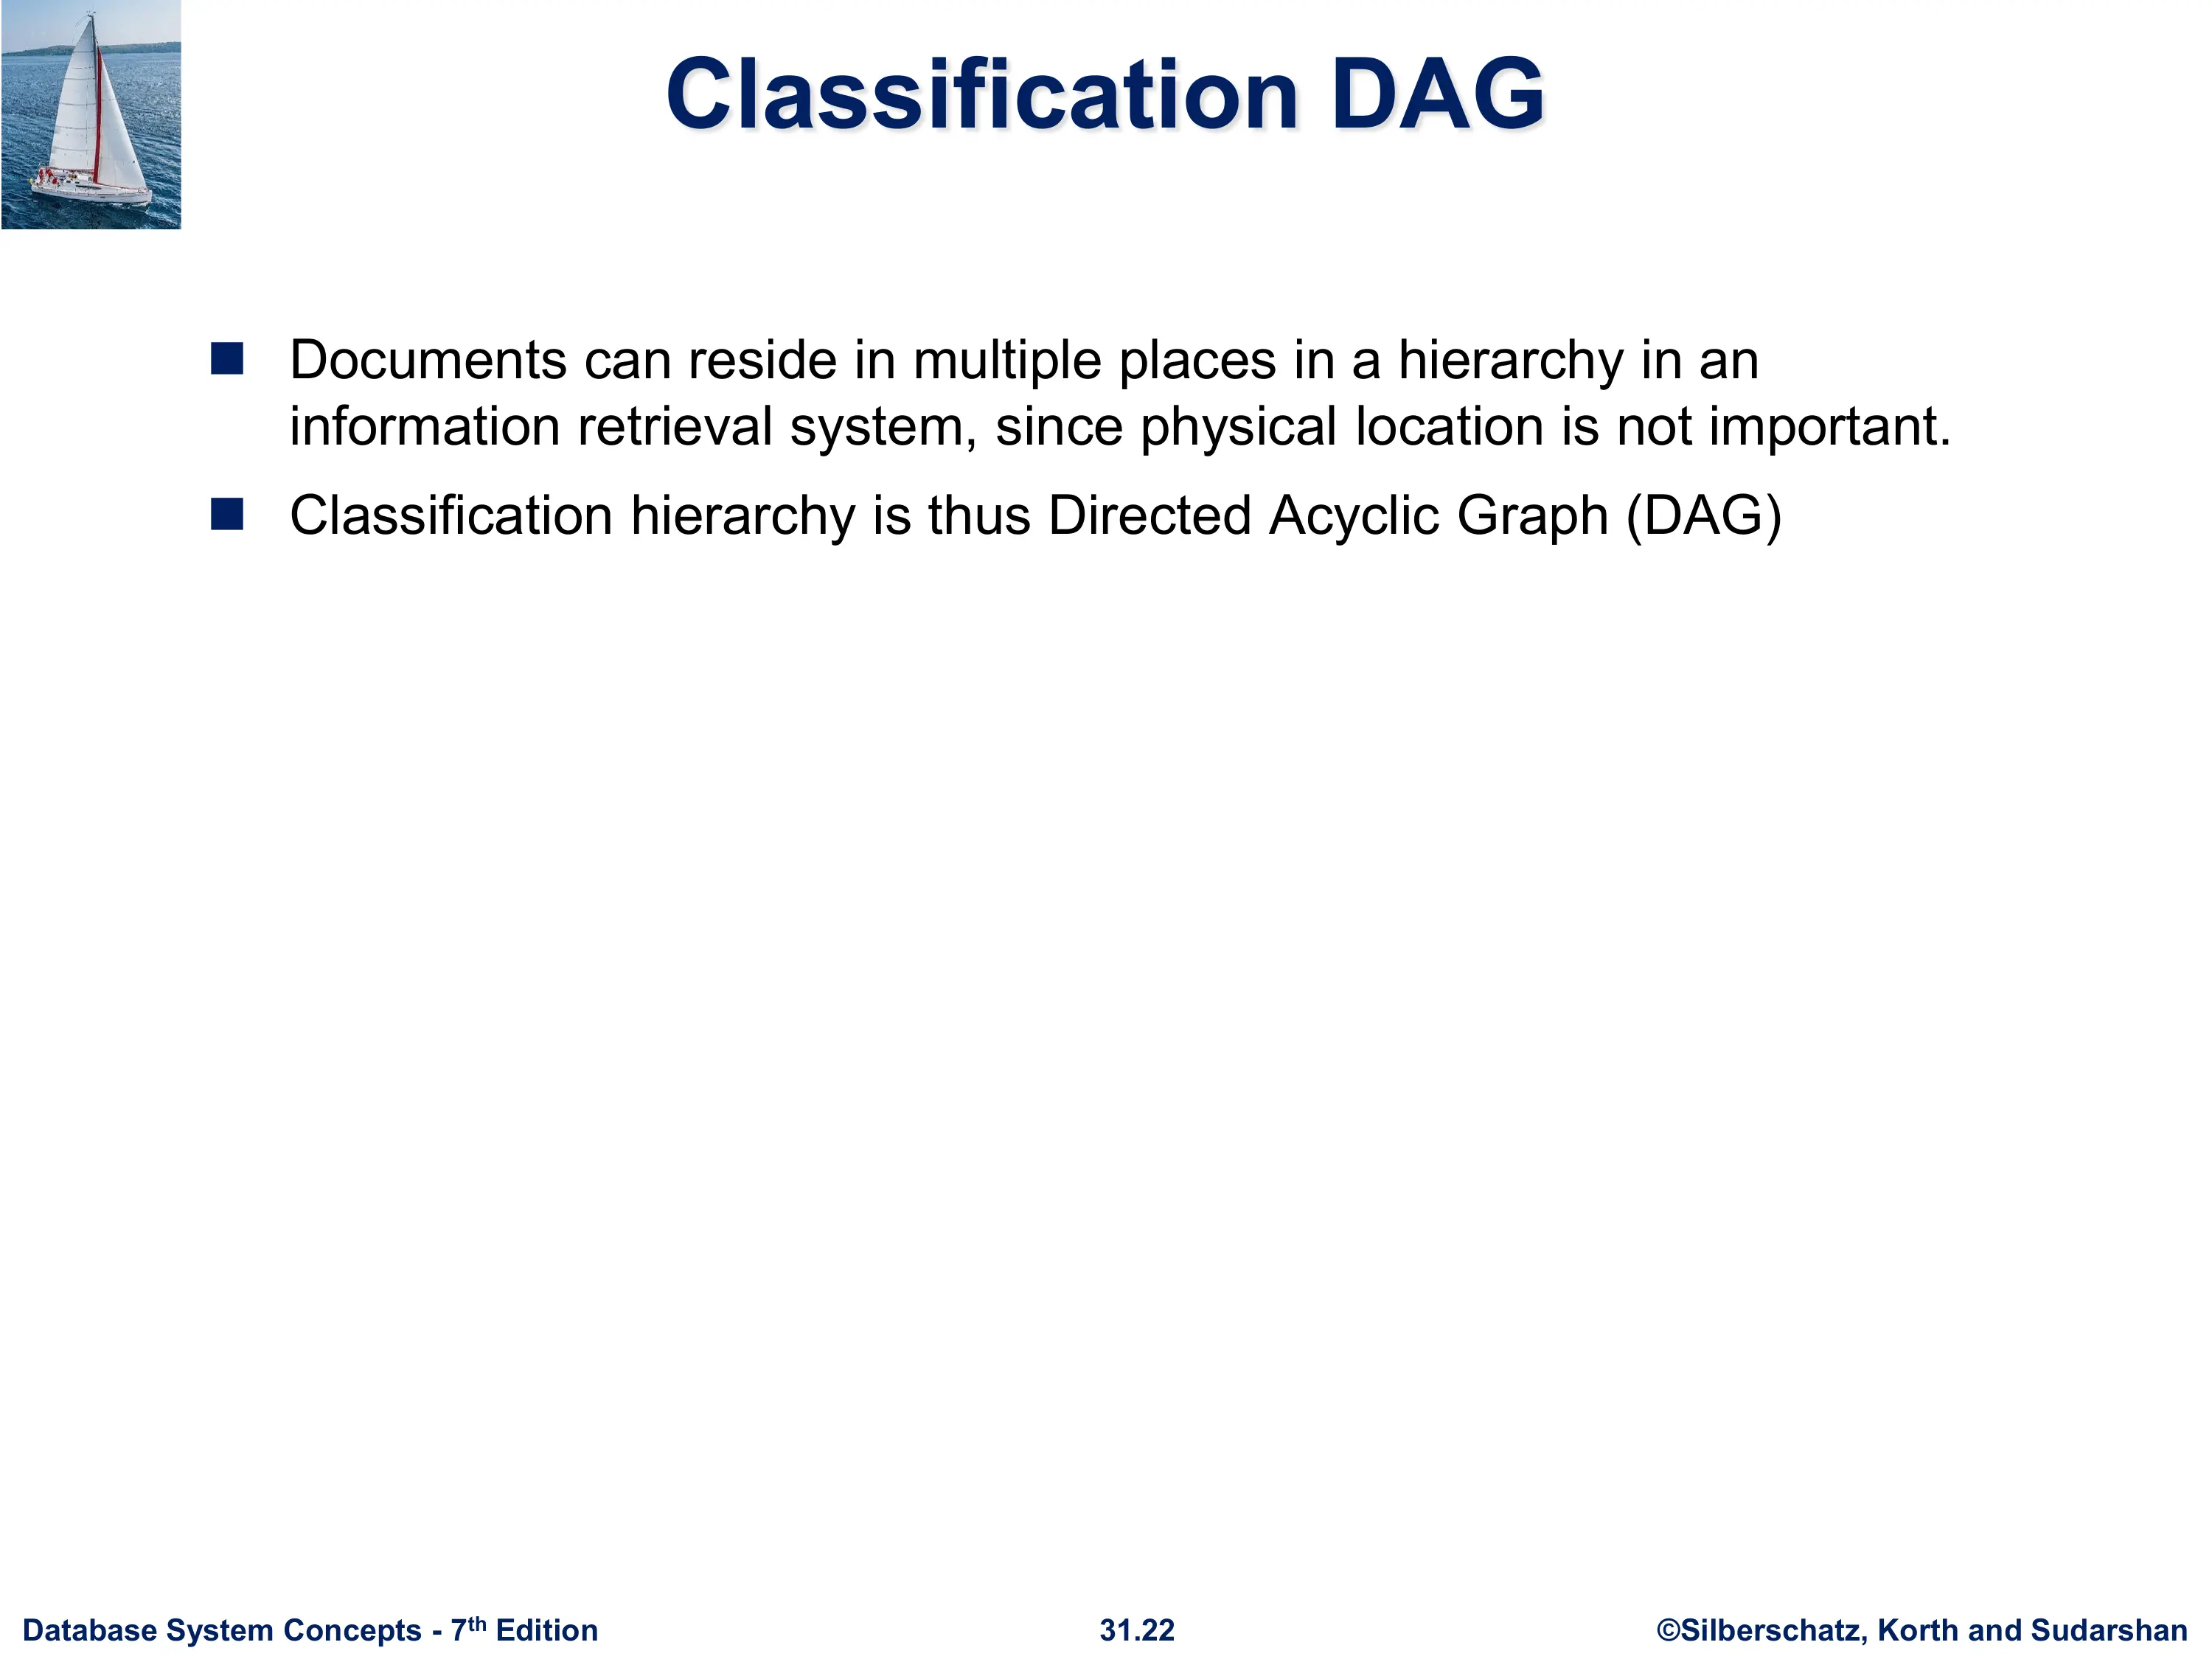 Classification DAG
■ Documents can reside in multiple places in a hierarchy in an
information retrieval system, since physical location is not important.
■ Classification hierarchy is thus Directed Acyclic Graph (DAG)
Database System Concepts - 7th Edition 31.22 ©Silberschatz, Korth and Sudarshan